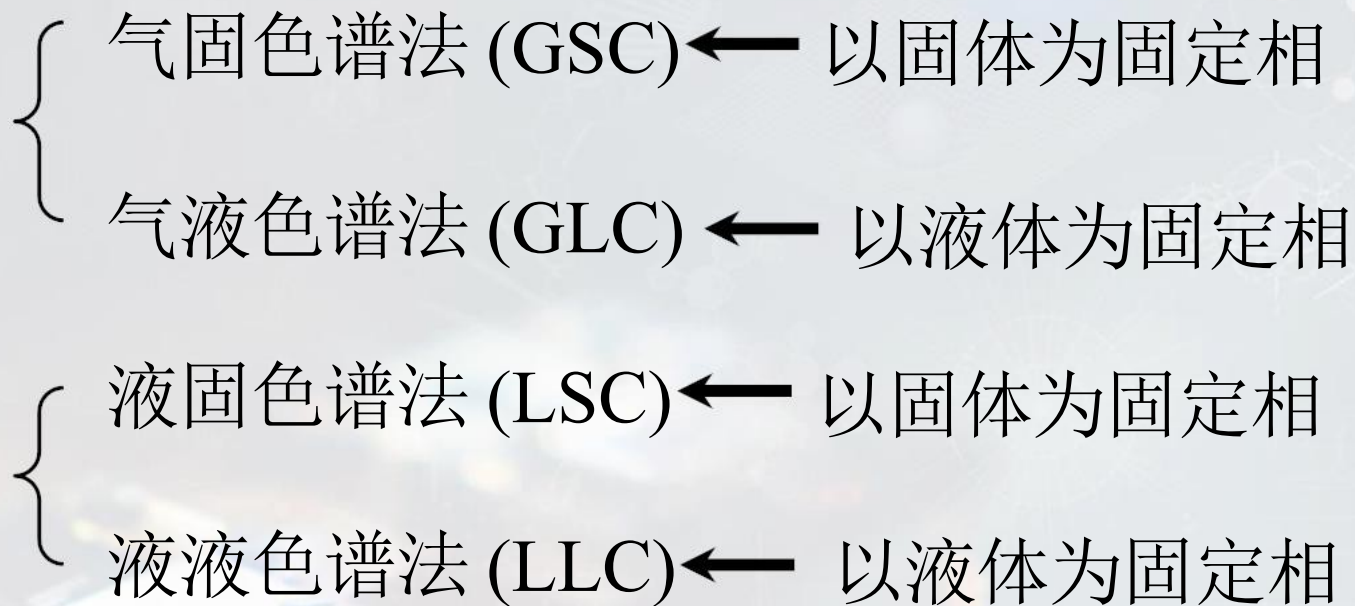 气固色谱法 (GSC) 以固体为固定相
气液色谱法 (GLC) 以液体为固定相
液固色谱法 (LSC) 以固体为固定相
液液色谱法 (LLC) 以液体为固定相